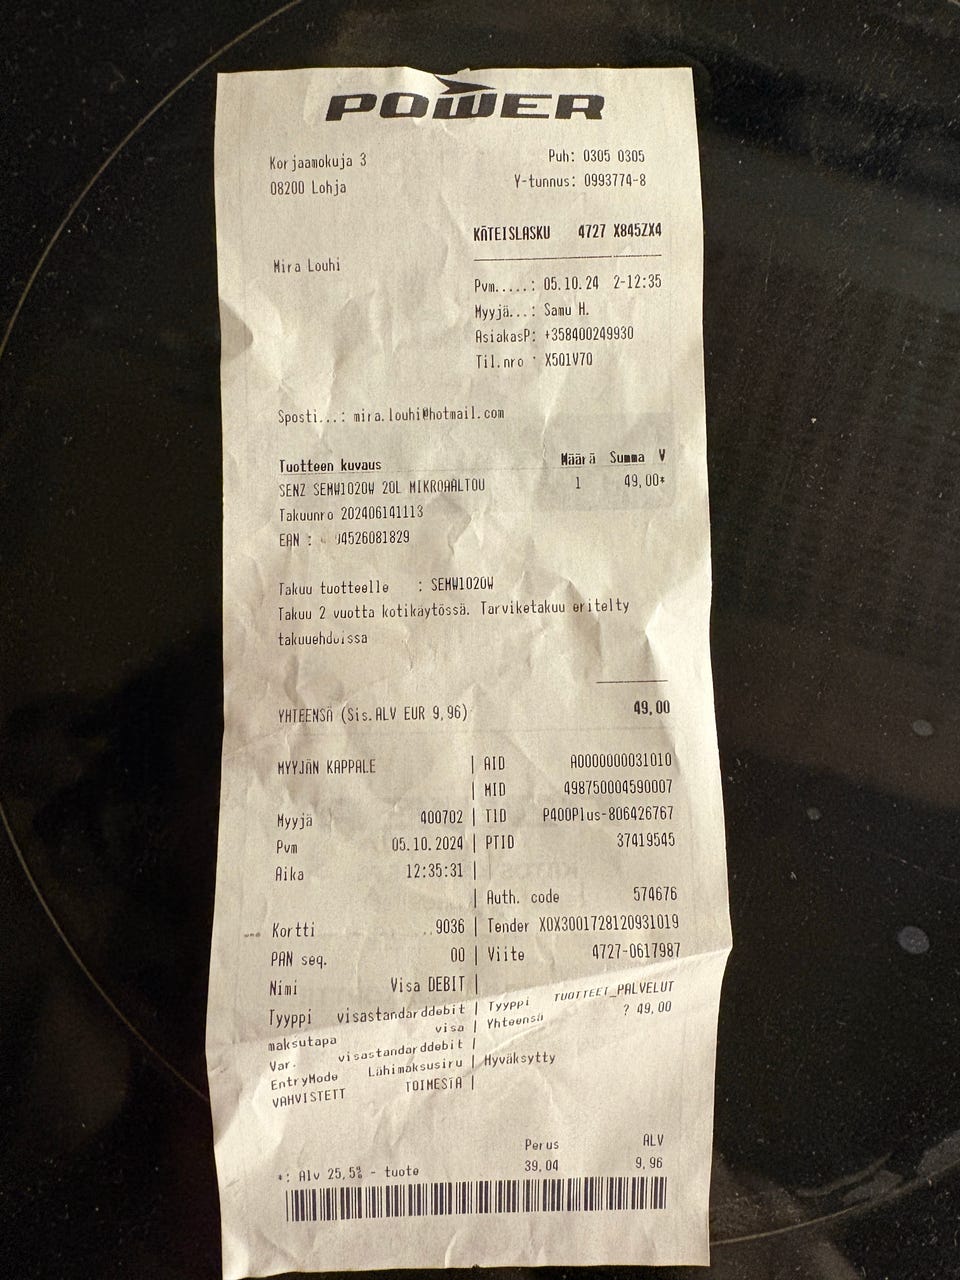 POWER
Korjaamokuja 3 Puh: 0305 0305
08200 Lohja Y-tunnus: 0993774-8
KÄTEISLASKU 4727 X845ZX4
Mira Louhi
Pvm.....: 05.10.24 2-12:35
Myyjä...: Samu H.
AsiakasP: +358400249930
Til.nro : X5Q1V70
Sposti...: mira.louhi@hotmail.com
Tuotteen kuvaus Määrä Summa V
SENZ SEMW1020W 20L MIKROAALTOU 1 49,00*
Takuunro 202406141113
EAN : 4526081829
Takuu tuotteelle : SEMW1020W
Takuu 2 vuotta kotikäytössä. Tarviketakuu eritelty
takuuehdoissa
YHTEENSÄ (Sis.ALV EUR 9,96) 49,00
MYYJÄN KAPPALE | AID A0000000031010
| MID 498750004590007
Myyjä 400702 | TID P400Plus-806426767
Pvm 05.10.2024 | PTID 37419545
Aika 12:35:31 |
| Auth. code 574676
Kortti ..9036 | Tender XOX3001728120931019
PAN seq. 00 | Viite 4727-0617987
Nimi Visa DEBIT |
Tyyppi visastandarddebit | Tyyppi TUOTTEET_PALVELUT
maksutapa visa | Yhteensä ? 49,00
Var. visastandarddebit |
EntryMode Lähimaksusiru | Hyväksytty
VAHVISTETT TOIMESTA |
Perus ALV
*: Alv 25,5% - tuote 39,04 9,96